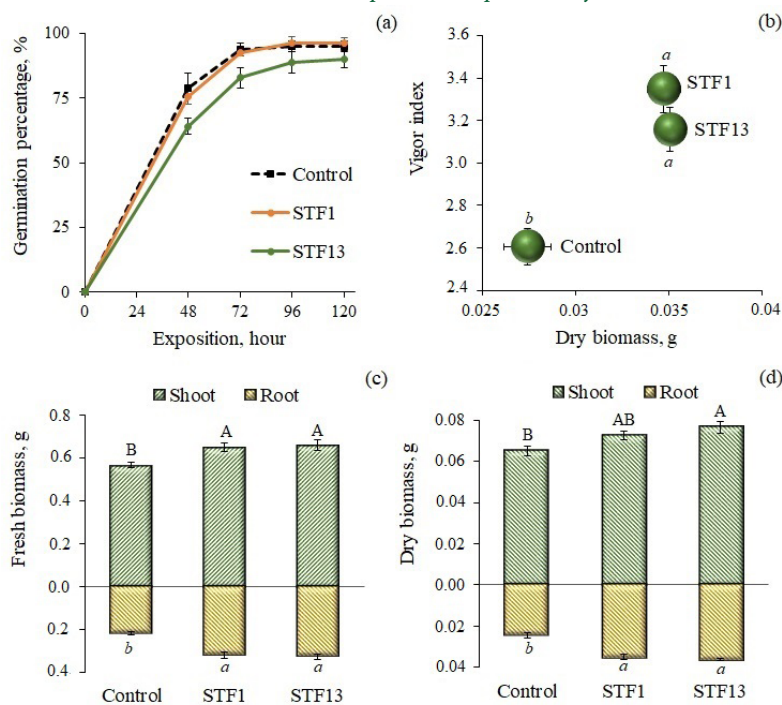 (a)
Germination percentage, %
100
75
50
25
0
Control
STF1
STF13
0 24 48 72 96 120
Exposition, hour
(b)
Vigor index
3.6
3.4
3.2
3.0
2.8
2.6
2.4
a
STF1
STF13
a
b
Control
0.025 0.03 0.035 0.04
Dry biomass, g
(c)
Shoot Root
Fresh biomass, g
0.8
0.6
0.4
0.2
0.0
0.2
0.4
B A A
b a a
Control STF1 STF13
(d)
Shoot Root
Dry biomass, g
0.08
0.06
0.04
0.02
0.00
0.02
0.04
B AB A
b a a
Control STF1 STF13